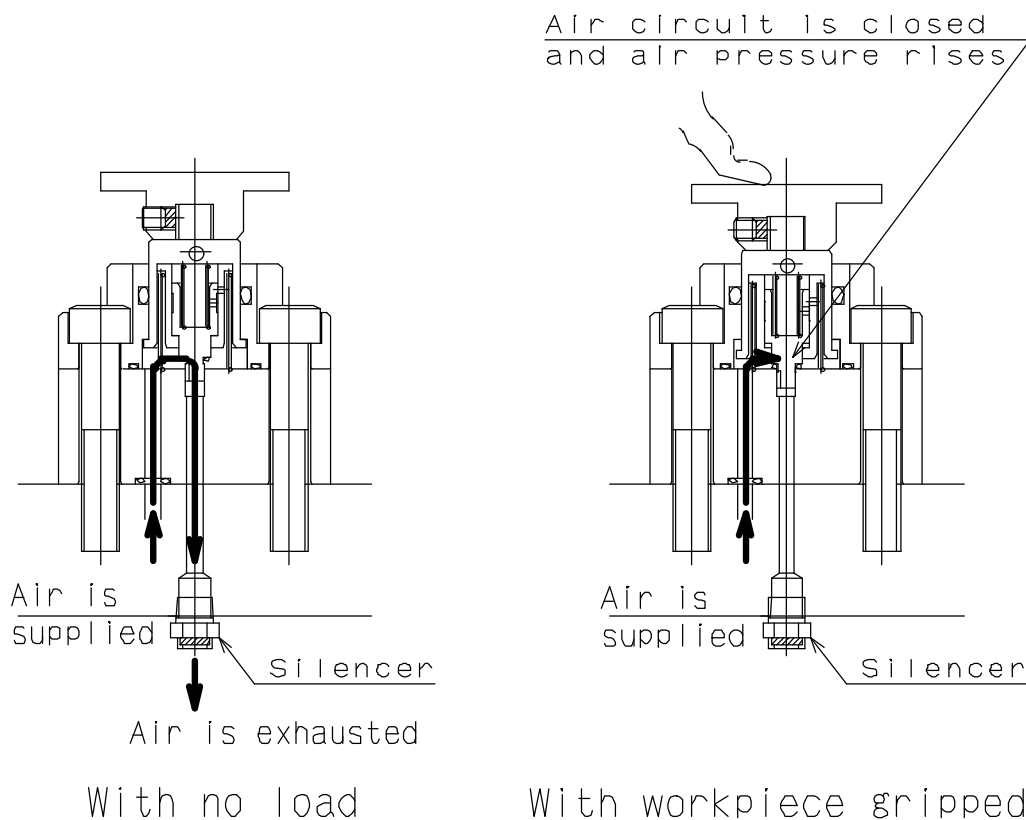 Air circuit is closed
and air pressure rises
Air is
supplied
Silencer
Air is exhausted
With no load
Air is
supplied
Silencer
With workpiece gripped